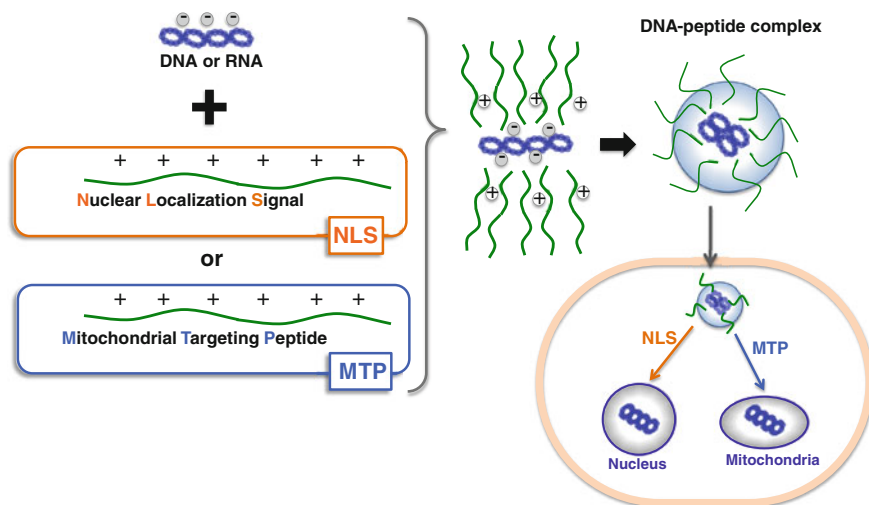 DNA or RNA
+
+ + + + + +
Nuclear Localization Signal
NLS
or
+ + + + + +
Mitochondrial Targeting Peptide
MTP
DNA-peptide complex
NLS
MTP
Nucleus
Mitochondria